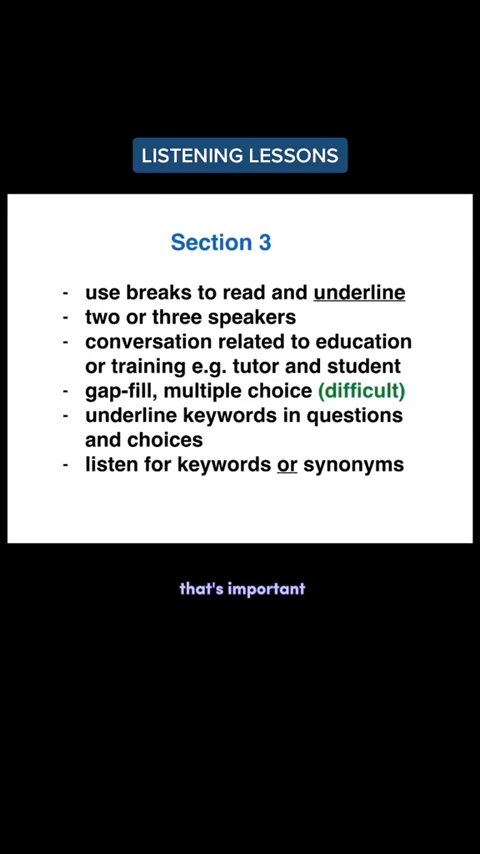 LISTENING LESSONS
Section 3
- use breaks to read and underline
- two or three speakers
- conversation related to education
or training e.g. tutor and student
- gap-fill, multiple choice (difficult)
- underline keywords in questions
and choices
- listen for keywords or synonyms
that's important